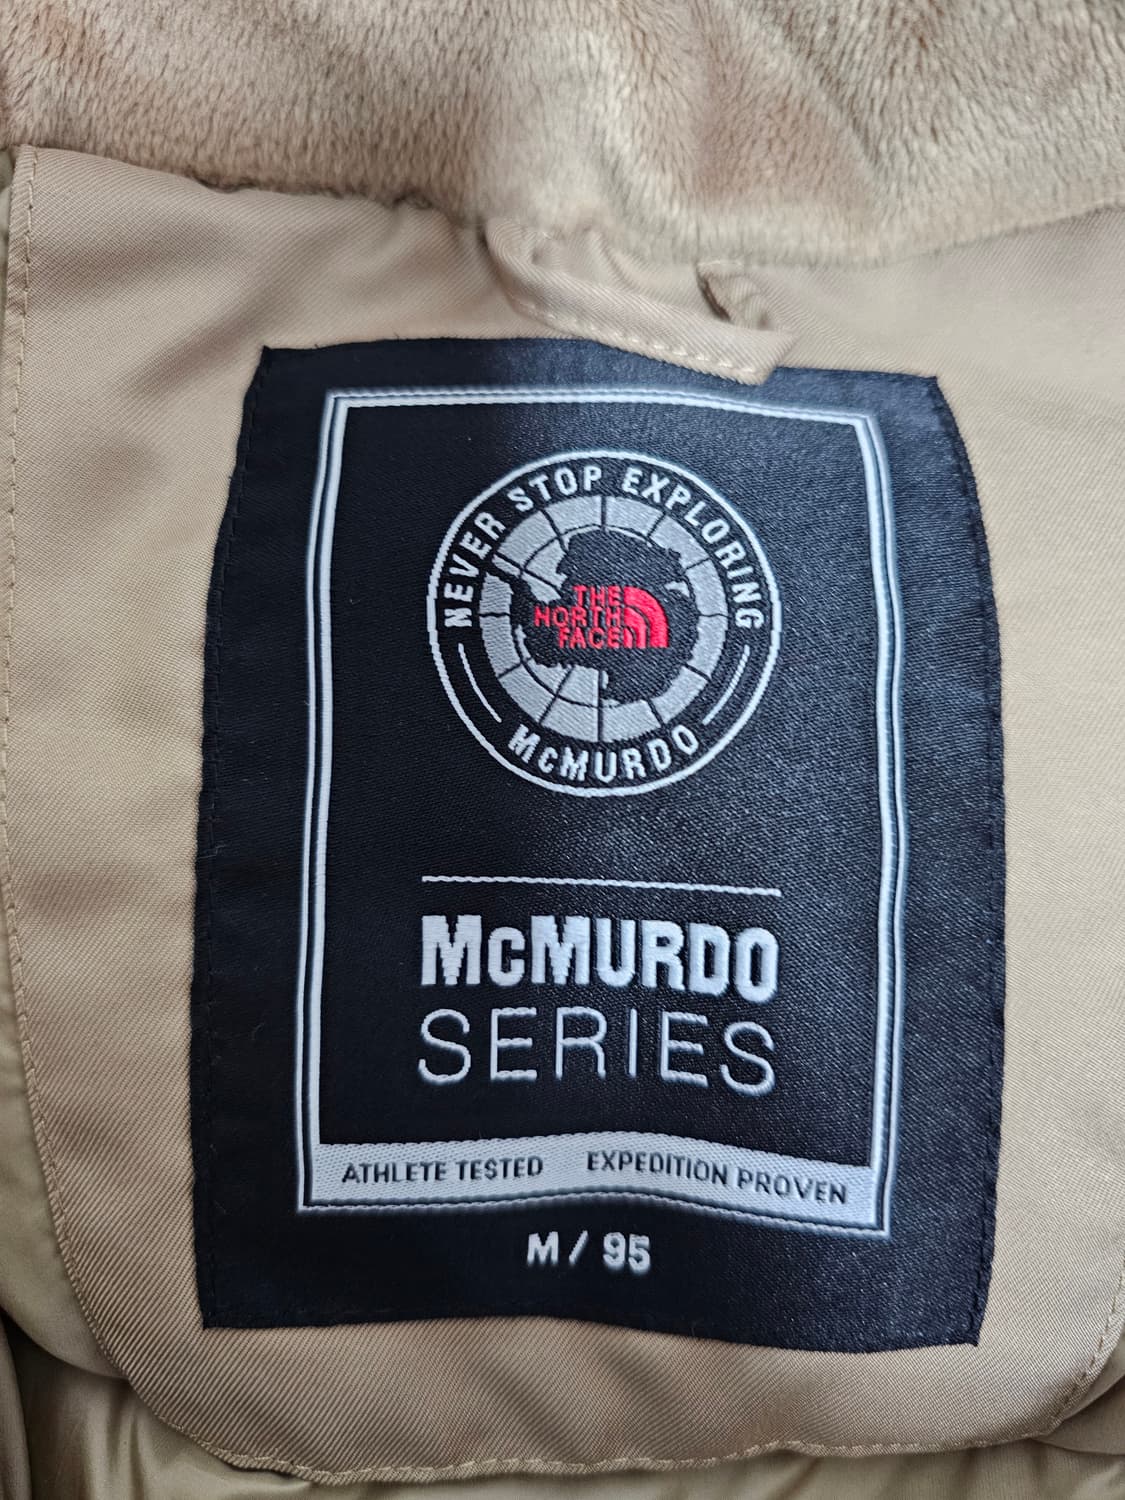 NEVER STOP EXPLORING
THE
NORTH
FACE
McMURDO
McMURDO
SERIES
ATHLETE TESTED EXPEDITION PROVEN
M / 95